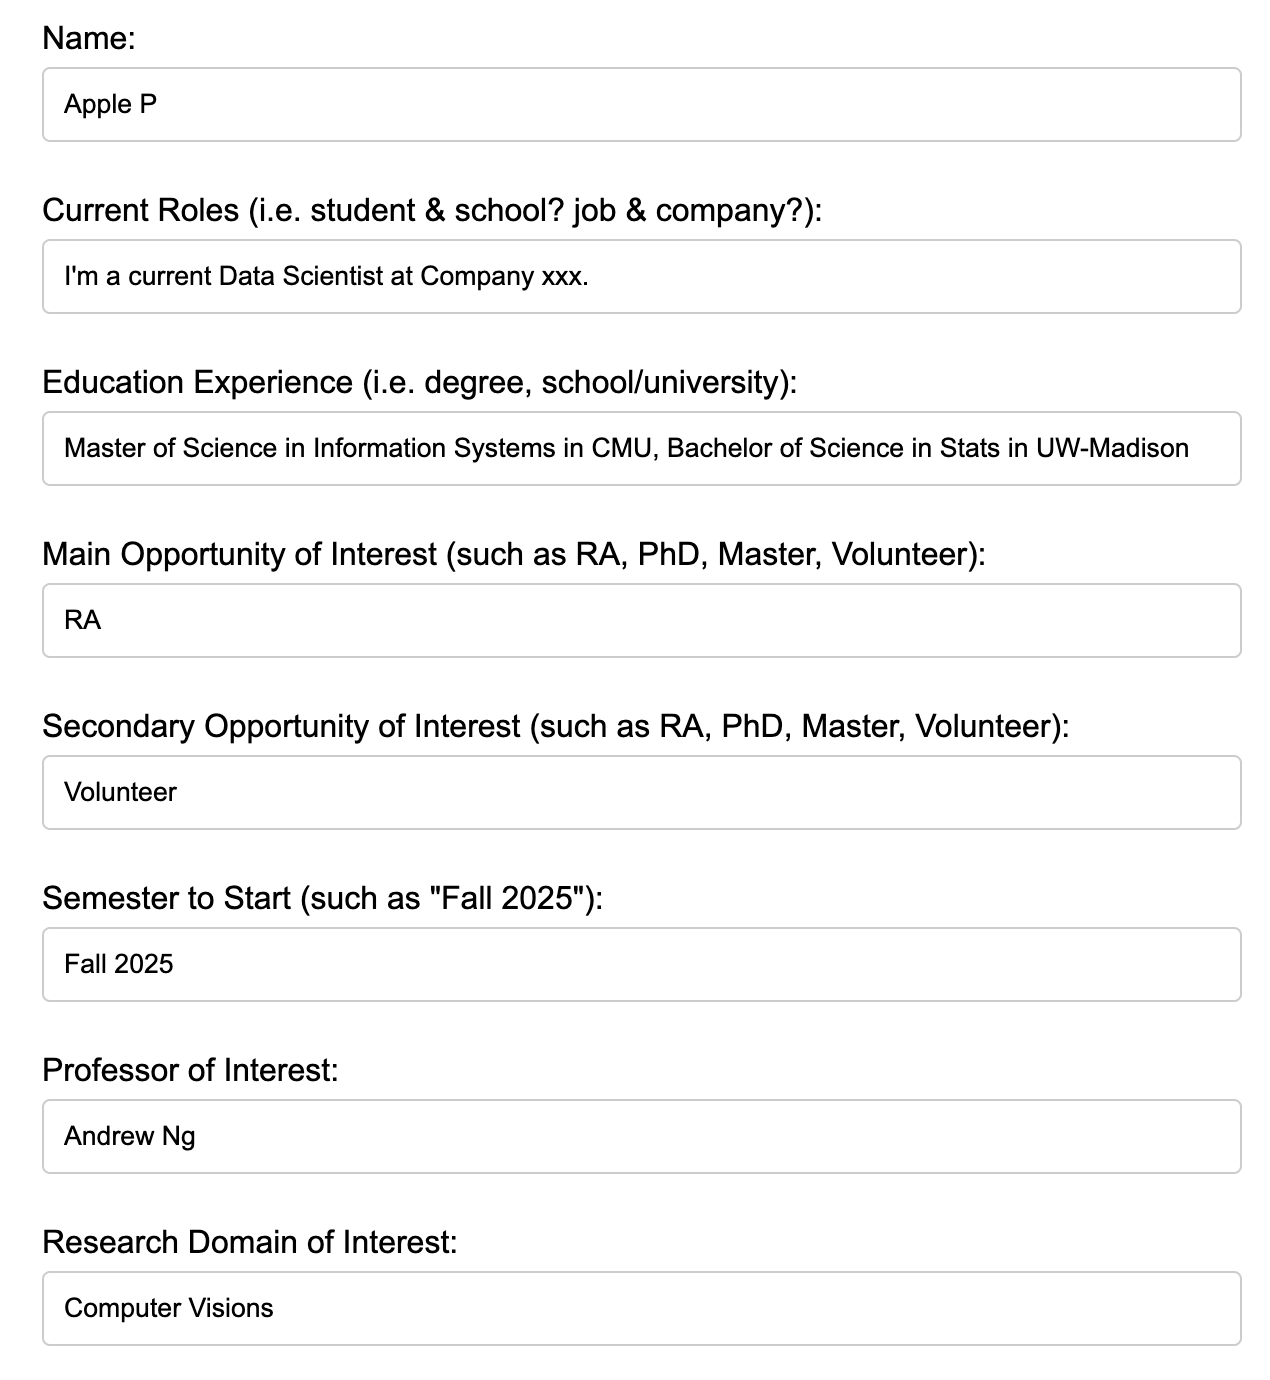 Name:
Apple P
Current Roles (i.e. student & school? job & company?):
I'm a current Data Scientist at Company xxx.
Education Experience (i.e. degree, school/university):
Master of Science in Information Systems in CMU, Bachelor of Science in Stats in UW-Madison
Main Opportunity of Interest (such as RA, PhD, Master, Volunteer):
RA
Secondary Opportunity of Interest (such as RA, PhD, Master, Volunteer):
Volunteer
Semester to Start (such as "Fall 2025"):
Fall 2025
Professor of Interest:
Andrew Ng
Research Domain of Interest:
Computer Visions